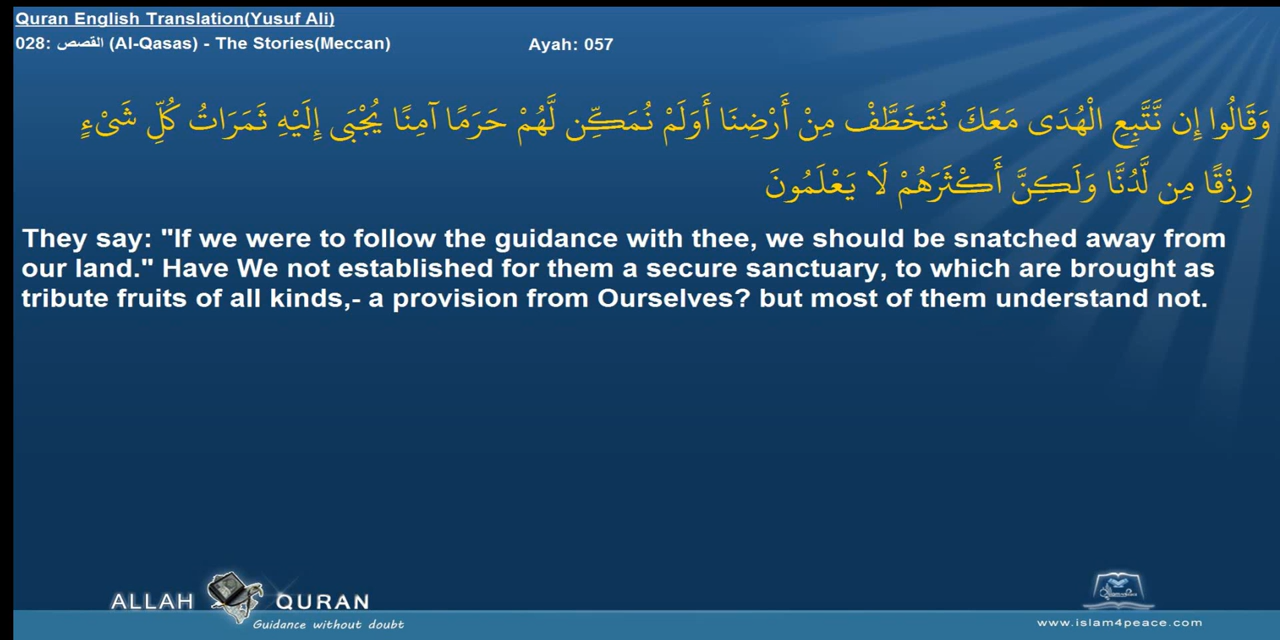 Quran English Translation(Yusuf Ali)
028: القصص (Al-Qasas) - The Stories(Meccan) Ayah: 057
وَقَالُوا إِن نَّتَّبِعِ الْهُدَى مَعَكَ نُتَخَطَّفْ مِنْ أَرْضِنَا أَوَلَمْ نُمَكِّن لَّهُمْ حَرَمًا آمِنًا يُجْبَى إِلَيْهِ ثَمَرَاتُ كُلِّ شَيْءٍ
رِزْقًا مِن لَّدُنَّا وَلَكِنَّ أَكْثَرَهُمْ لَا يَعْلَمُونَ
They say: "If we were to follow the guidance with thee, we should be snatched away from
our land." Have We not established for them a secure sanctuary, to which are brought as
tribute fruits of all kinds,- a provision from Ourselves? but most of them understand not.
ALLAH QURAN
Guidance without doubt
www.islam4peace.com